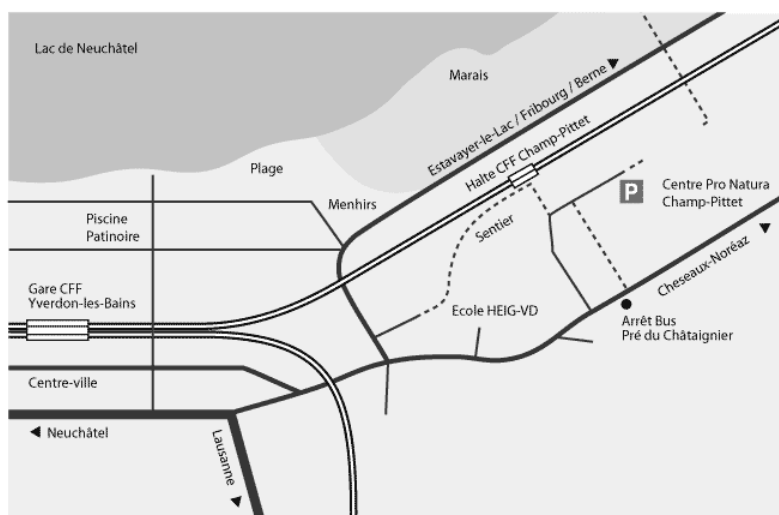 Lac de Neuchâtel
Marais
Estavayer-le-Lac / Fribourg / Berne
Halte CFF Champ-Pittet
Plage
Menhirs
P
Centre Pro Natura
Champ-Pittet
Piscine
Patinoire
Sentier
Cheseaux-Noréaz
Gare CFF
Yverdon-les-Bains
Ecole HEIG-VD
Arrêt Bus
Pré du Châtaignier
Centre-ville
Neuchâtel
Lausanne